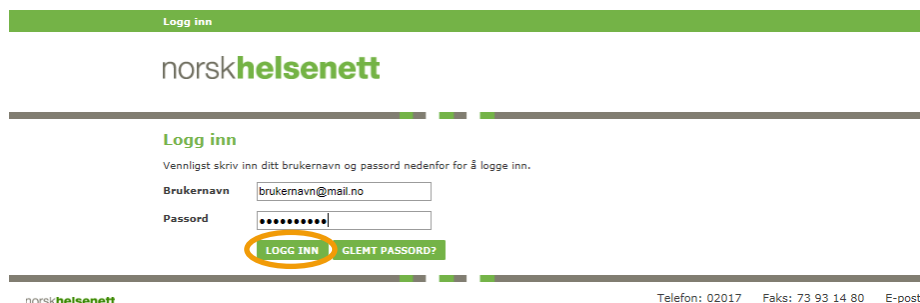 Logg inn
norskhelsenett
Logg inn
Vennligst skriv inn ditt brukernavn og passord nedenfor for å logge inn.
Brukernavn brukernavn@mail.no
Passord ••••••••••
LOGG INN GLEMT PASSORD?
norskhelsenett Telefon: 02017 Faks: 73 93 14 80 E-post